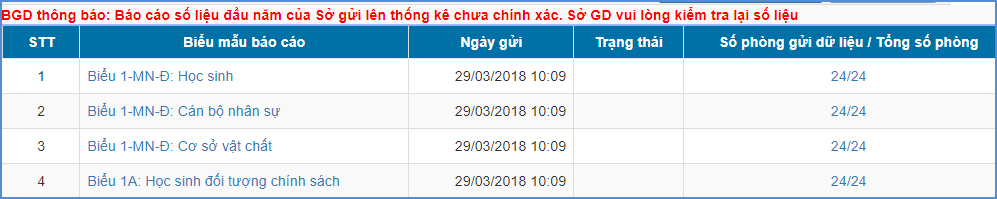 BGD thông báo: Báo cáo số liệu đầu năm của Sở gửi lên thống kê chưa chính xác. Sở GD vui lòng kiểm tra lại số liệu
STT Biểu mẫu báo cáo Ngày gửi Trạng thái Số phòng gửi dữ liệu / Tổng số phòng
1 Biểu 1-MN-Đ: Học sinh 29/03/2018 10:09 24/24
2 Biểu 1-MN-Đ: Cán bộ nhân sự 29/03/2018 10:09 24/24
3 Biểu 1-MN-Đ: Cơ sở vật chất 29/03/2018 10:09 24/24
4 Biểu 1A: Học sinh đối tượng chính sách 29/03/2018 10:09 24/24